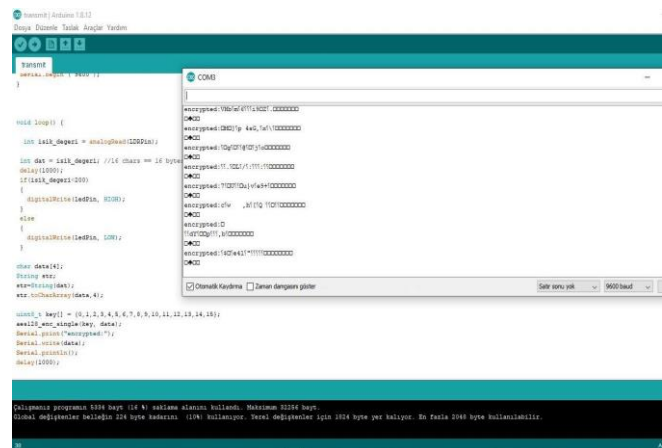 transmit | Arduino 1.8.12
Dosya Düzenle Taslak Araçlar Yardım
transmit
Serial.begin ( 9600 );
}
void loop() {
int isik_degeri = analogRead(LDRPin);
int dat = isik_degeri; //16 chars == 16 bytes
delay(1000);
if(isik_degeri<200)
{
digitalWrite(ledPin, HIGH);
}
else
{
digitalWrite(ledPin, LOW);
}
char data[4];
String str;
str=String(dat);
str.toCharArray(data,4);
uint8_t key[] = {0,1,2,3,4,5,6,7,8,9,10,11,12,13,14,15};
aes128_enc_single(key, data);
Serial.print("encrypted:");
Serial.write(data);
Serial.println();
delay(1000);
COM3
encrypted:
encrypted:
encrypted:
encrypted:
encrypted:
encrypted:
encrypted:
encrypted:
Otomatik Kaydırma Zaman damgasını göster
Satır sonu yok
9600 baud
Çalışmanız programın 5334 bayt (16 %) saklama alanını kullandı. Maksimum 32256 bayt.
Global değişkenler belleğin 224 byte kadarını (10%) kullanıyor. Yerel değişkenler için 1824 byte yer kalıyor. En fazla 2048 byte kullanılabilir.
38